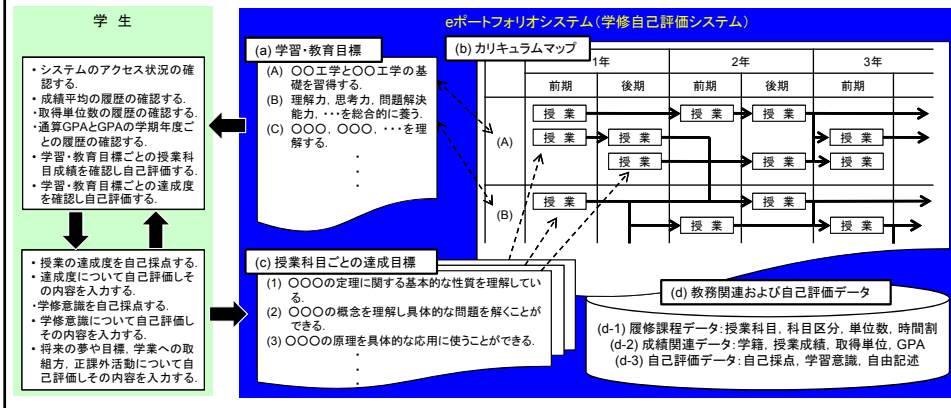 学 生
・システムのアクセス状況の確
認する.
・成績平均の履歴の確認する.
・取得単位数の履歴の確認する.
・通算GPAとGPAの学期年度ご
との履歴の確認する.
・学習・教育目標ごとの授業科
目成績を確認し自己評価する.
・学習・教育目標ごとの達成度
を確認し自己評価する.
・授業の達成度を自己採点する.
・達成度について自己評価しそ
の内容を入力する.
・学修意識を自己採点する.
・学修意識について自己評価し
その内容を入力する.
・将来の夢や目標, 学業への取
組方, 正課外活動について自
己評価しその内容を入力する.
eポートフォリオシステム(学修自己評価システム)
(a) 学習・教育目標
(A) 〇〇工学と〇〇工学の基
礎を習得する.
(B) 理解力, 思考力, 問題解決
能力, ・・・を総合的に養う.
(C) 〇〇〇, 〇〇〇, ・・・を理
解する.
・
・
・
(b) カリキュラムマップ
1年 2年 3年
前期 後期 前期 後期 前期
授 業 授 業 授 業
(A) 授 業 授 業 授 業
授 業 授 業 授 業
(B) 授 業 授 業
授 業 授 業
(c) 授業科目ごとの達成目標
(1) 〇〇〇の定理に関する基本的な性質を理解してい
る.
(2) 〇〇〇の概念を理解し具体的な問題を解くことが
できる.
(3) 〇〇〇の原理を具体的な応用に使うことができる.
・
・
・
(d) 教務関連および自己評価データ
(d-1) 履修課程データ:授業科目, 科目区分, 単位数, 時間割
(d-2) 成績関連データ:学籍, 授業成績, 取得単位, GPA
(d-3) 自己評価データ:自己採点, 学習意識, 自由記述